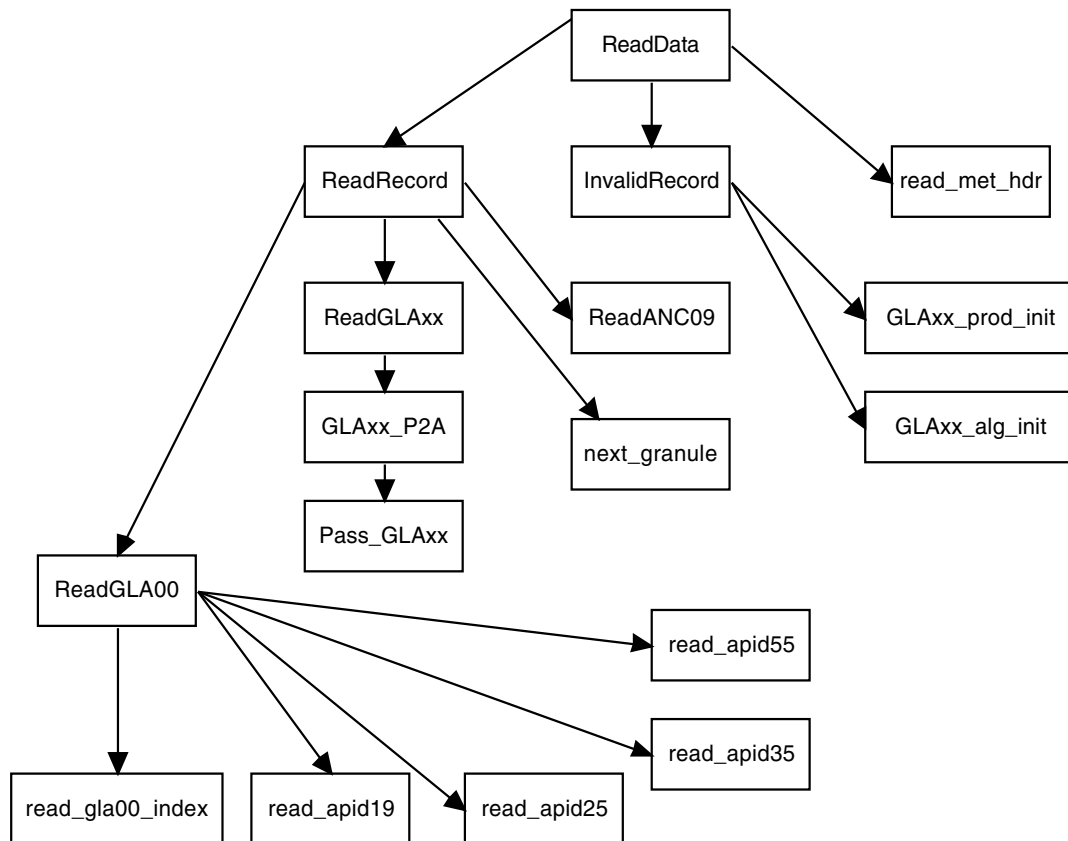 ReadData
ReadRecord
InvalidRecord
read_met_hdr
ReadGLAxx
ReadANC09
GLAxx_prod_init
GLAxx_P2A
next_granule
GLAxx_alg_init
Pass_GLAxx
ReadGLA00
read_apid55
read_apid35
read_gla00_index
read_apid19
read_apid25